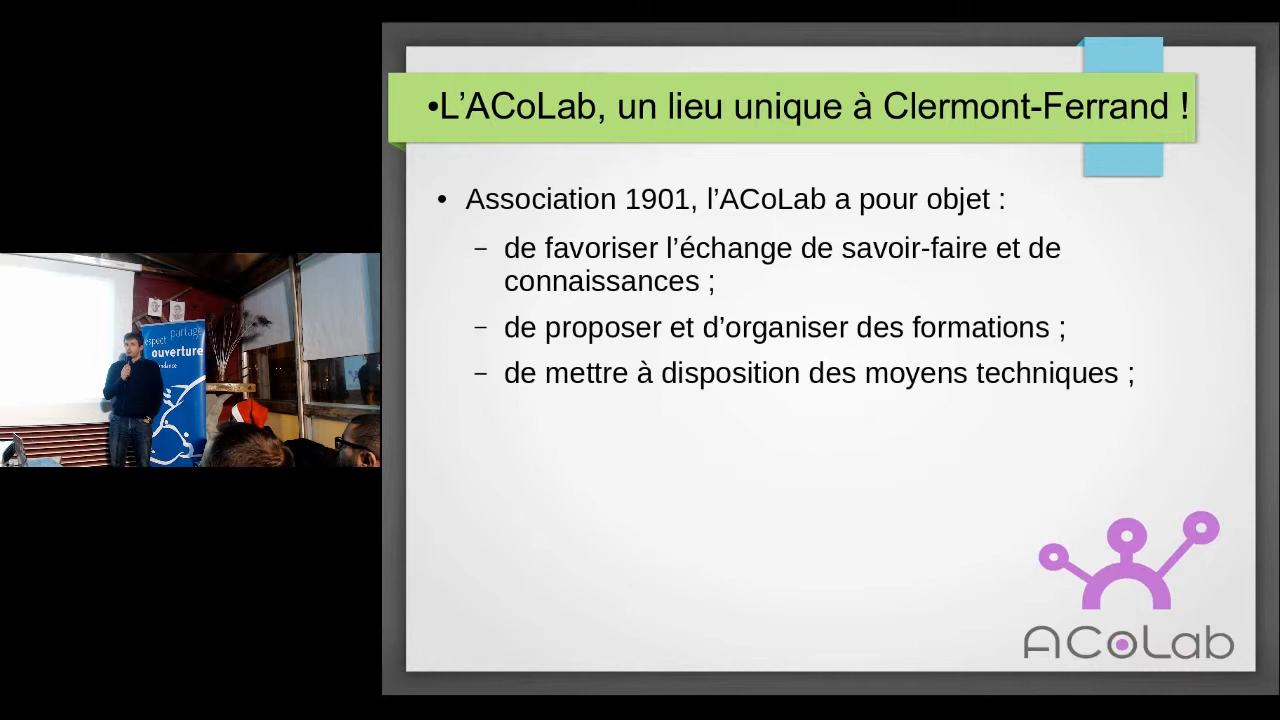 •L’ACoLab, un lieu unique à Clermont-Ferrand !
• Association 1901, l’ACoLab a pour objet :
– de favoriser l’échange de savoir-faire et de
connaissances ;
– de proposer et d’organiser des formations ;
– de mettre à disposition des moyens techniques ;
ACoLab
partage
ouverture